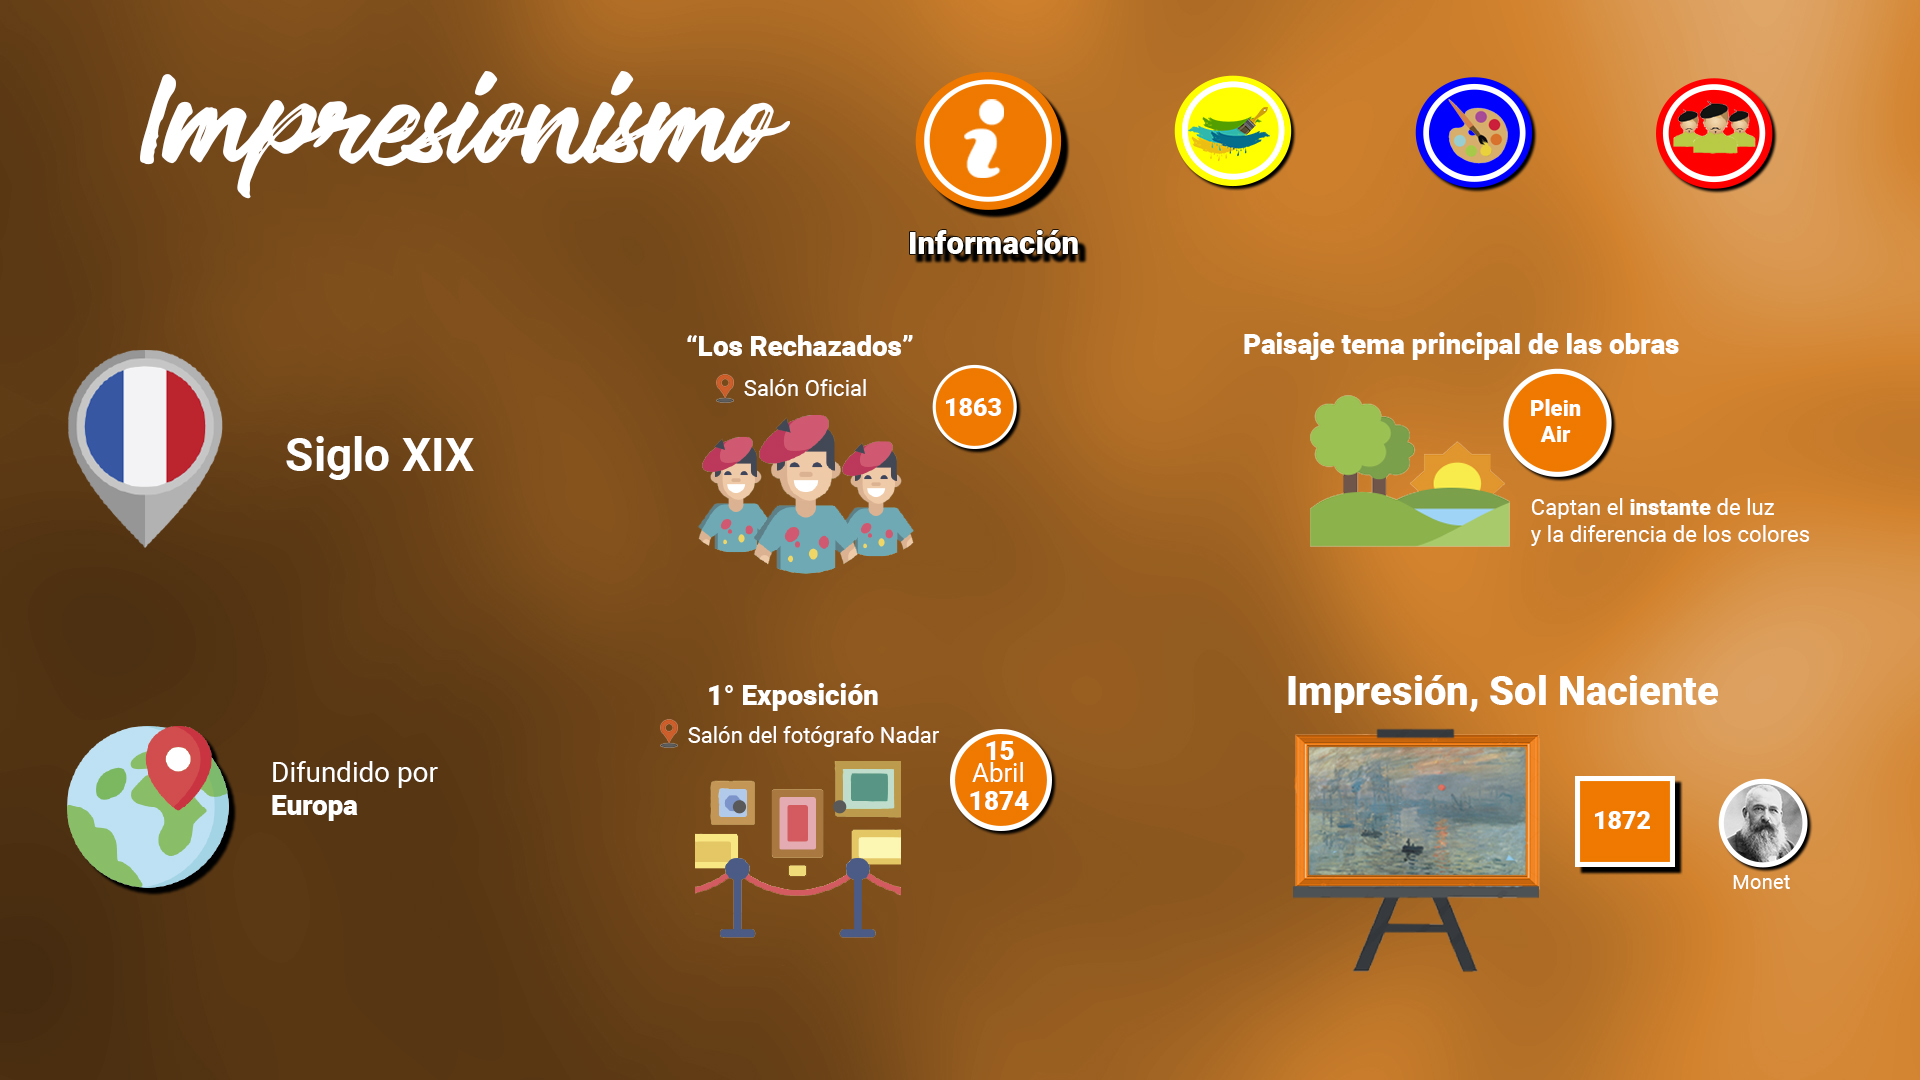 Impresionismo
Información
Siglo XIX
“Los Rechazados”
Salón Oficial
1863
Paisaje tema principal de las obras
Plein
Air
Captan el instante de luz
y la diferencia de los colores
Difundido por
Europa
1° Exposición
Salón del fotógrafo Nadar
15
Abril
1874
Impresión, Sol Naciente
1872
Monet